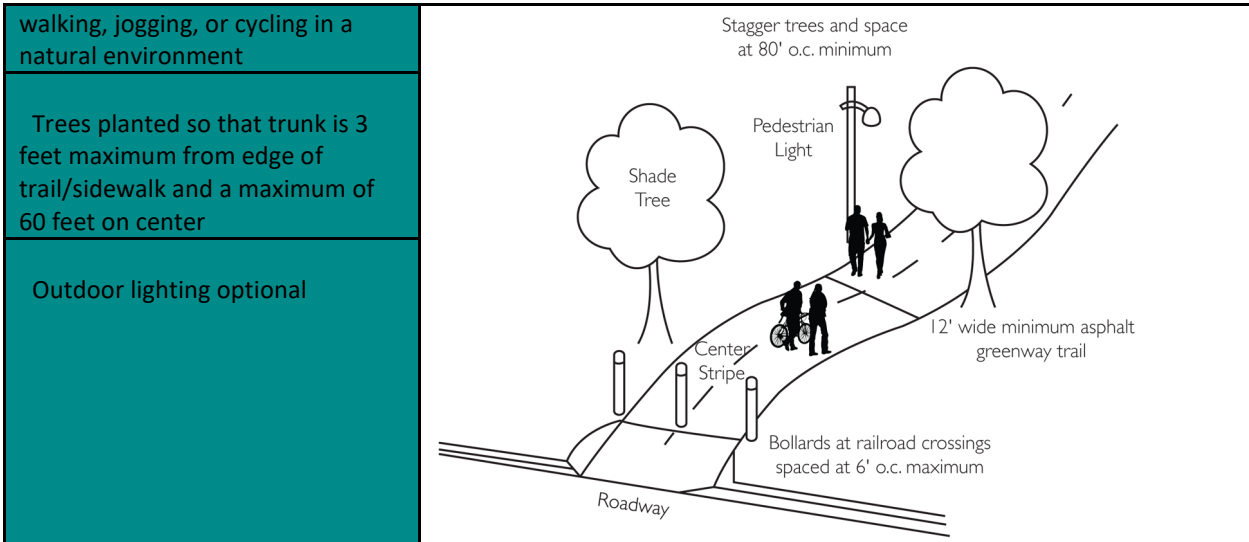 walking, jogging, or cycling in a
natural environment
Trees planted so that trunk is 3
feet maximum from edge of
trail/sidewalk and a maximum of
60 feet on center
Outdoor lighting optional
Stagger trees and space
at 80' o.c. minimum
Pedestrian
Light
Shade
Tree
12' wide minimum asphalt
greenway trail
Center
Stripe
Bollards at railroad crossings
spaced at 6' o.c. maximum
Roadway